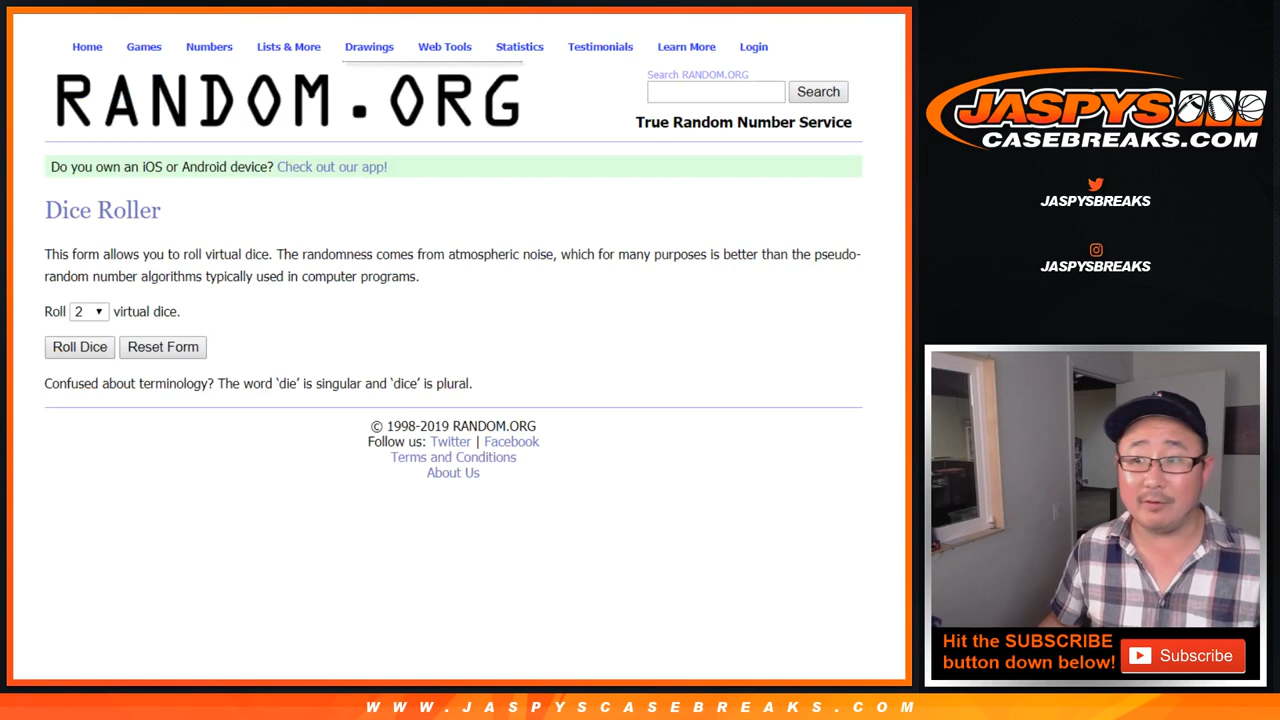 Home Games Numbers Lists & More Drawings Web Tools Statistics Testimonials Learn More Login
RANDOM.ORG
Search RANDOM.ORG
Search
True Random Number Service
Do you own an iOS or Android device? Check out our app!
Dice Roller
This form allows you to roll virtual dice. The randomness comes from atmospheric noise, which for many purposes is better than the pseudo-
random number algorithms typically used in computer programs.
Roll 2 virtual dice.
Roll Dice Reset Form
Confused about terminology? The word ‘die’ is singular and ‘dice’ is plural.
© 1998-2019 RANDOM.ORG
Follow us: Twitter | Facebook
Terms and Conditions
About Us
JASPYS
CASEBREAKS.COM
JASPYSBREAKS
JASPYSBREAKS
Hit the SUBSCRIBE
button down below!
Subscribe
WWW.JASPYSCASEBREAKS.COM